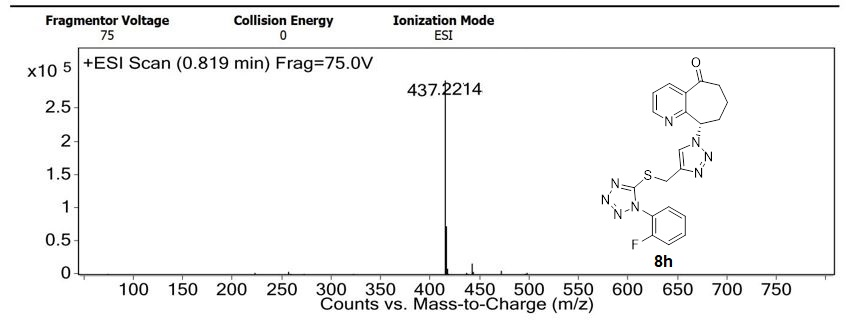 Fragmentor Voltage Collision Energy Ionization Mode
75 0 ESI
+ESI Scan (0.819 min) Frag=75.0V
x10 5
437.2214
2.5
2
1.5
1
0.5
0
100 150 200 250 300 350 400 450 500 550 600 650 700 750
Counts vs. Mass-to-Charge (m/z)
O
N
N
N
N
S
N
N
N
N
F
8h